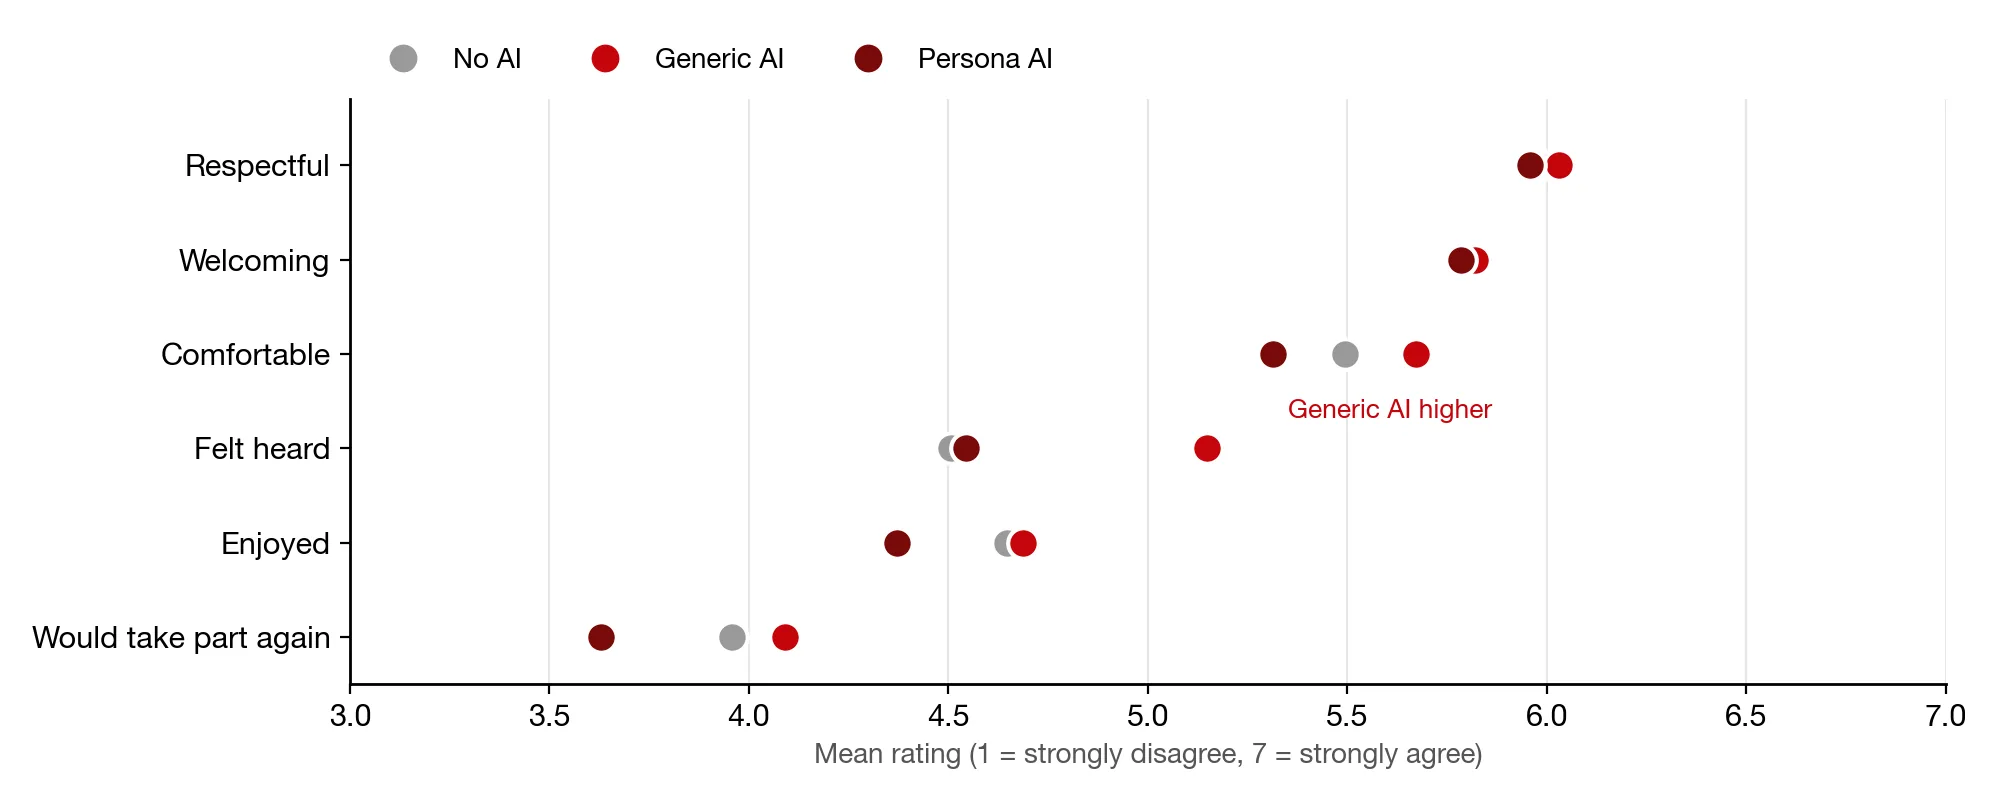 No AI Generic AI Persona AI
Respectful
Welcoming
Comfortable
Generic AI higher
Felt heard
Enjoyed
Would take part again
3.0 3.5 4.0 4.5 5.0 5.5 6.0 6.5 7.0
Mean rating (1 = strongly disagree, 7 = strongly agree)